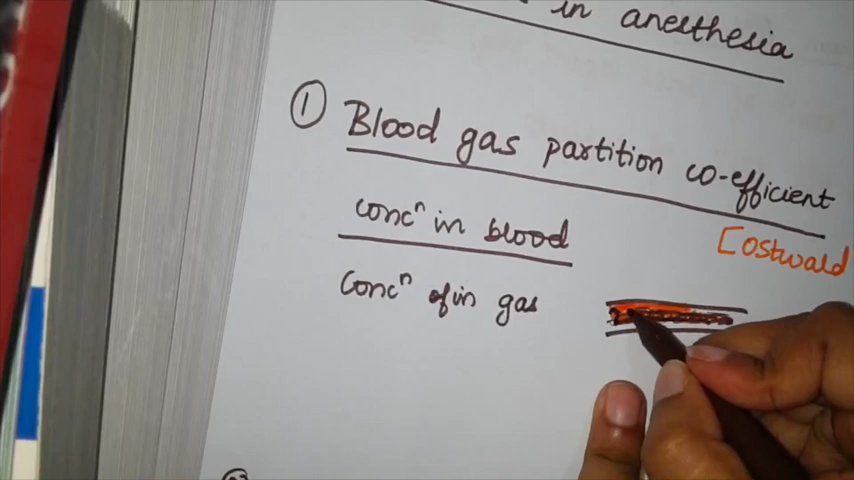 in anesthesia
① Blood gas partition co-efficient
concⁿ in blood
[Ostwald
Concⁿ of in gas